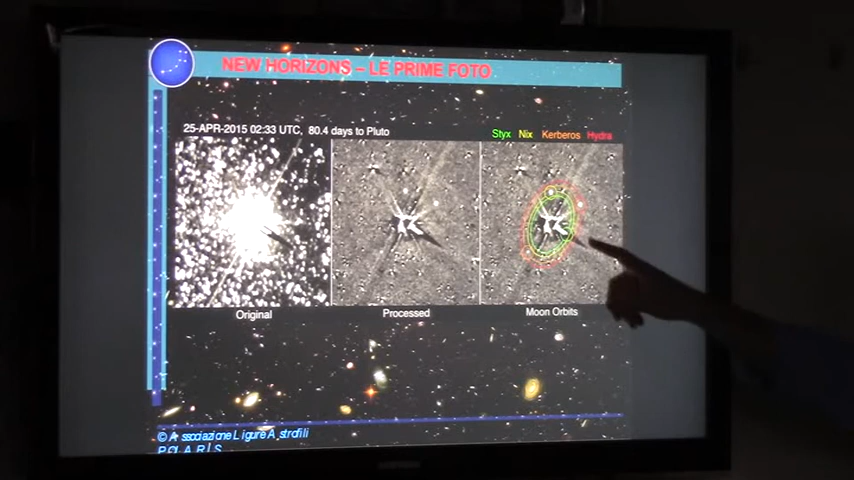 NEW HORIZONS – LE PRIME FOTO
25-APR-2015 02:33 UTC, 80.4 days to Pluto
Styx Nix Kerberos Hydra
Original Processed Moon Orbits
© Associazione Ligure Astrofili
POLARIS